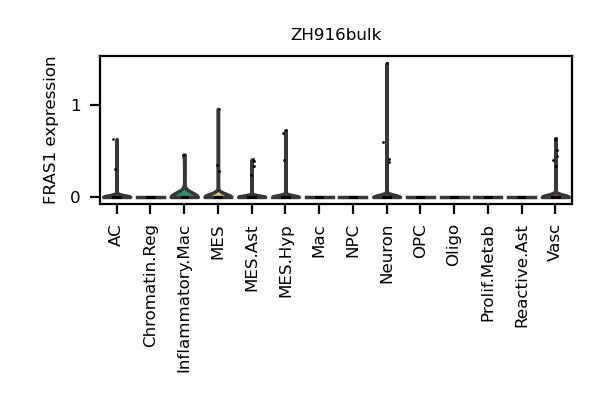 ZH916bulk
FRAS1 expression
1
0
AC
Chromatin.Reg
Inflammatory.Mac
MES
MES.Ast
MES.Hyp
Mac
NPC
Neuron
OPC
Oligo
Prolif.Metab
Reactive.Ast
Vasc